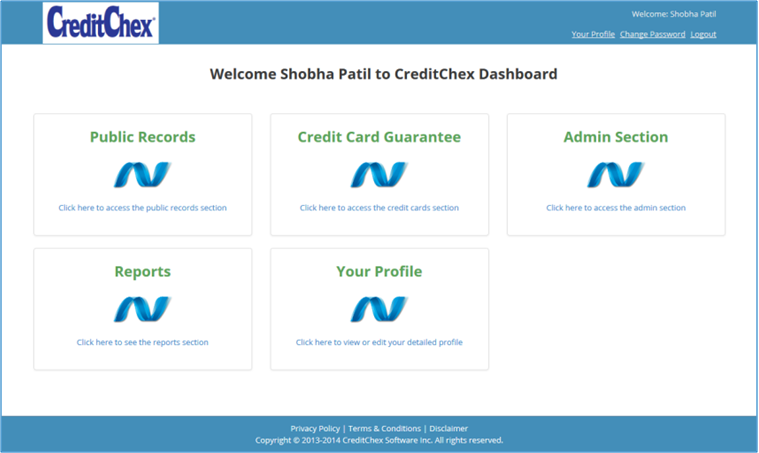 CreditChex®
Welcome: Shobha Patil
Your Profile Change Password Logout
Welcome Shobha Patil to CreditChex Dashboard
Public Records
Click here to access the public records section
Credit Card Guarantee
Click here to access the credit cards section
Admin Section
Click here to access the admin section
Reports
Click here to see the reports section
Your Profile
Click here to view or edit your detailed profile
Privacy Policy | Terms & Conditions | Disclaimer
Copyright © 2013-2014 CreditChex Software Inc. All rights reserved.